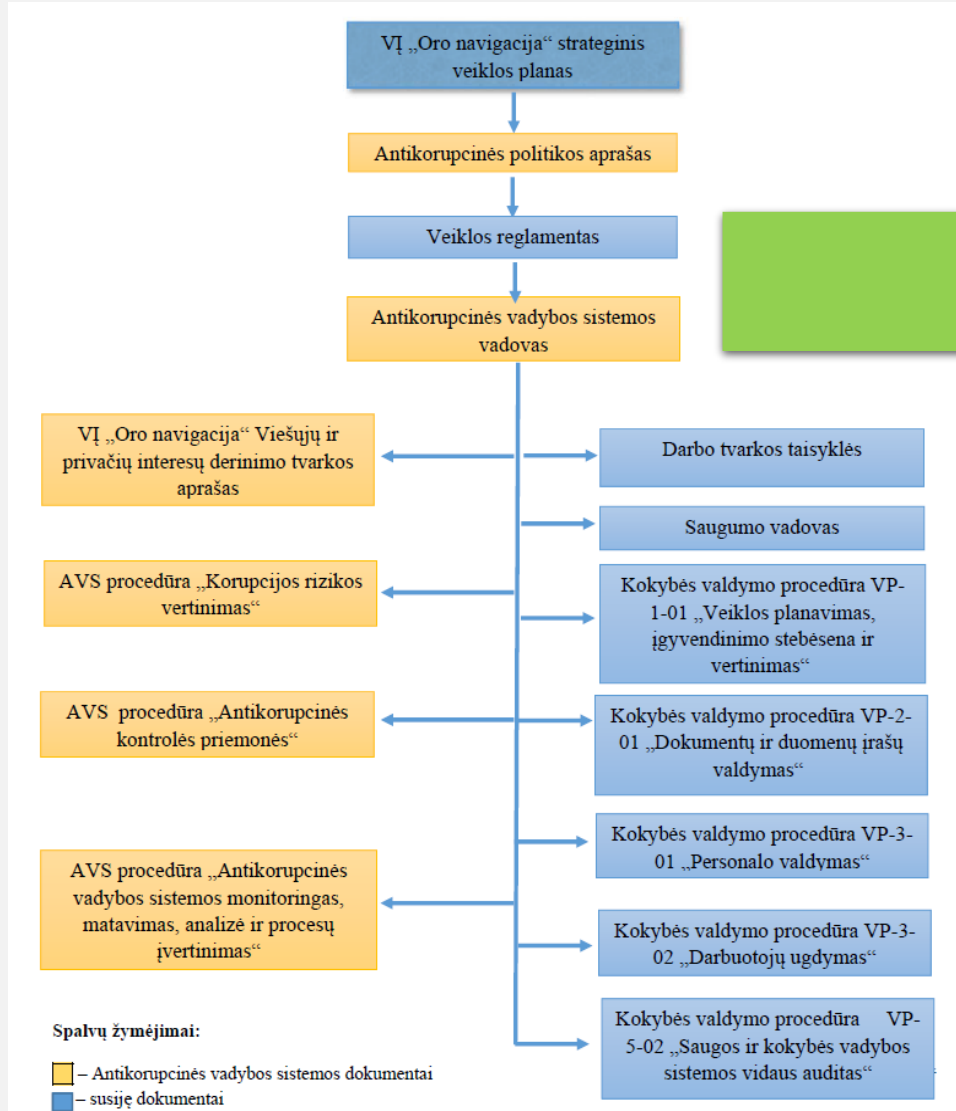 VĮ „Oro navigacija“ strateginis
veiklos planas
Antikorupcinės politikos aprašas
Veiklos reglamentas
Antikorupcinės vadybos sistemos
vadovas
VĮ „Oro navigacija“ Viešųjų ir
privačių interesų derinimo tvarkos
aprašas
AVS procedūra „Korupcijos rizikos
vertinimas“
AVS procedūra „Antikorupcinės
kontrolės priemonės“
AVS procedūra „Antikorupcinės
vadybos sistemos monitoringas,
matavimas, analizė ir procesų
įvertinimas“
Darbo tvarkos taisyklės
Saugumo vadovas
Kokybės valdymo procedūra VP-
1-01 „Veiklos planavimas,
įgyvendinimo stebėsena ir
vertinimas“
Kokybės valdymo procedūra VP-2-
01 „Dokumentų ir duomenų įrašų
valdymas“
Kokybės valdymo procedūra VP-3-
01 „Personalo valdymas“
Kokybės valdymo procedūra VP-3-
02 „Darbuotojų ugdymas“
Kokybės valdymo procedūra VP-
5-02 „Saugos ir kokybės vadybos
sistemos vidaus auditas“
Spalvų žymėjimai:
– Antikorupcinės vadybos sistemos dokumentai
– susiję dokumentai